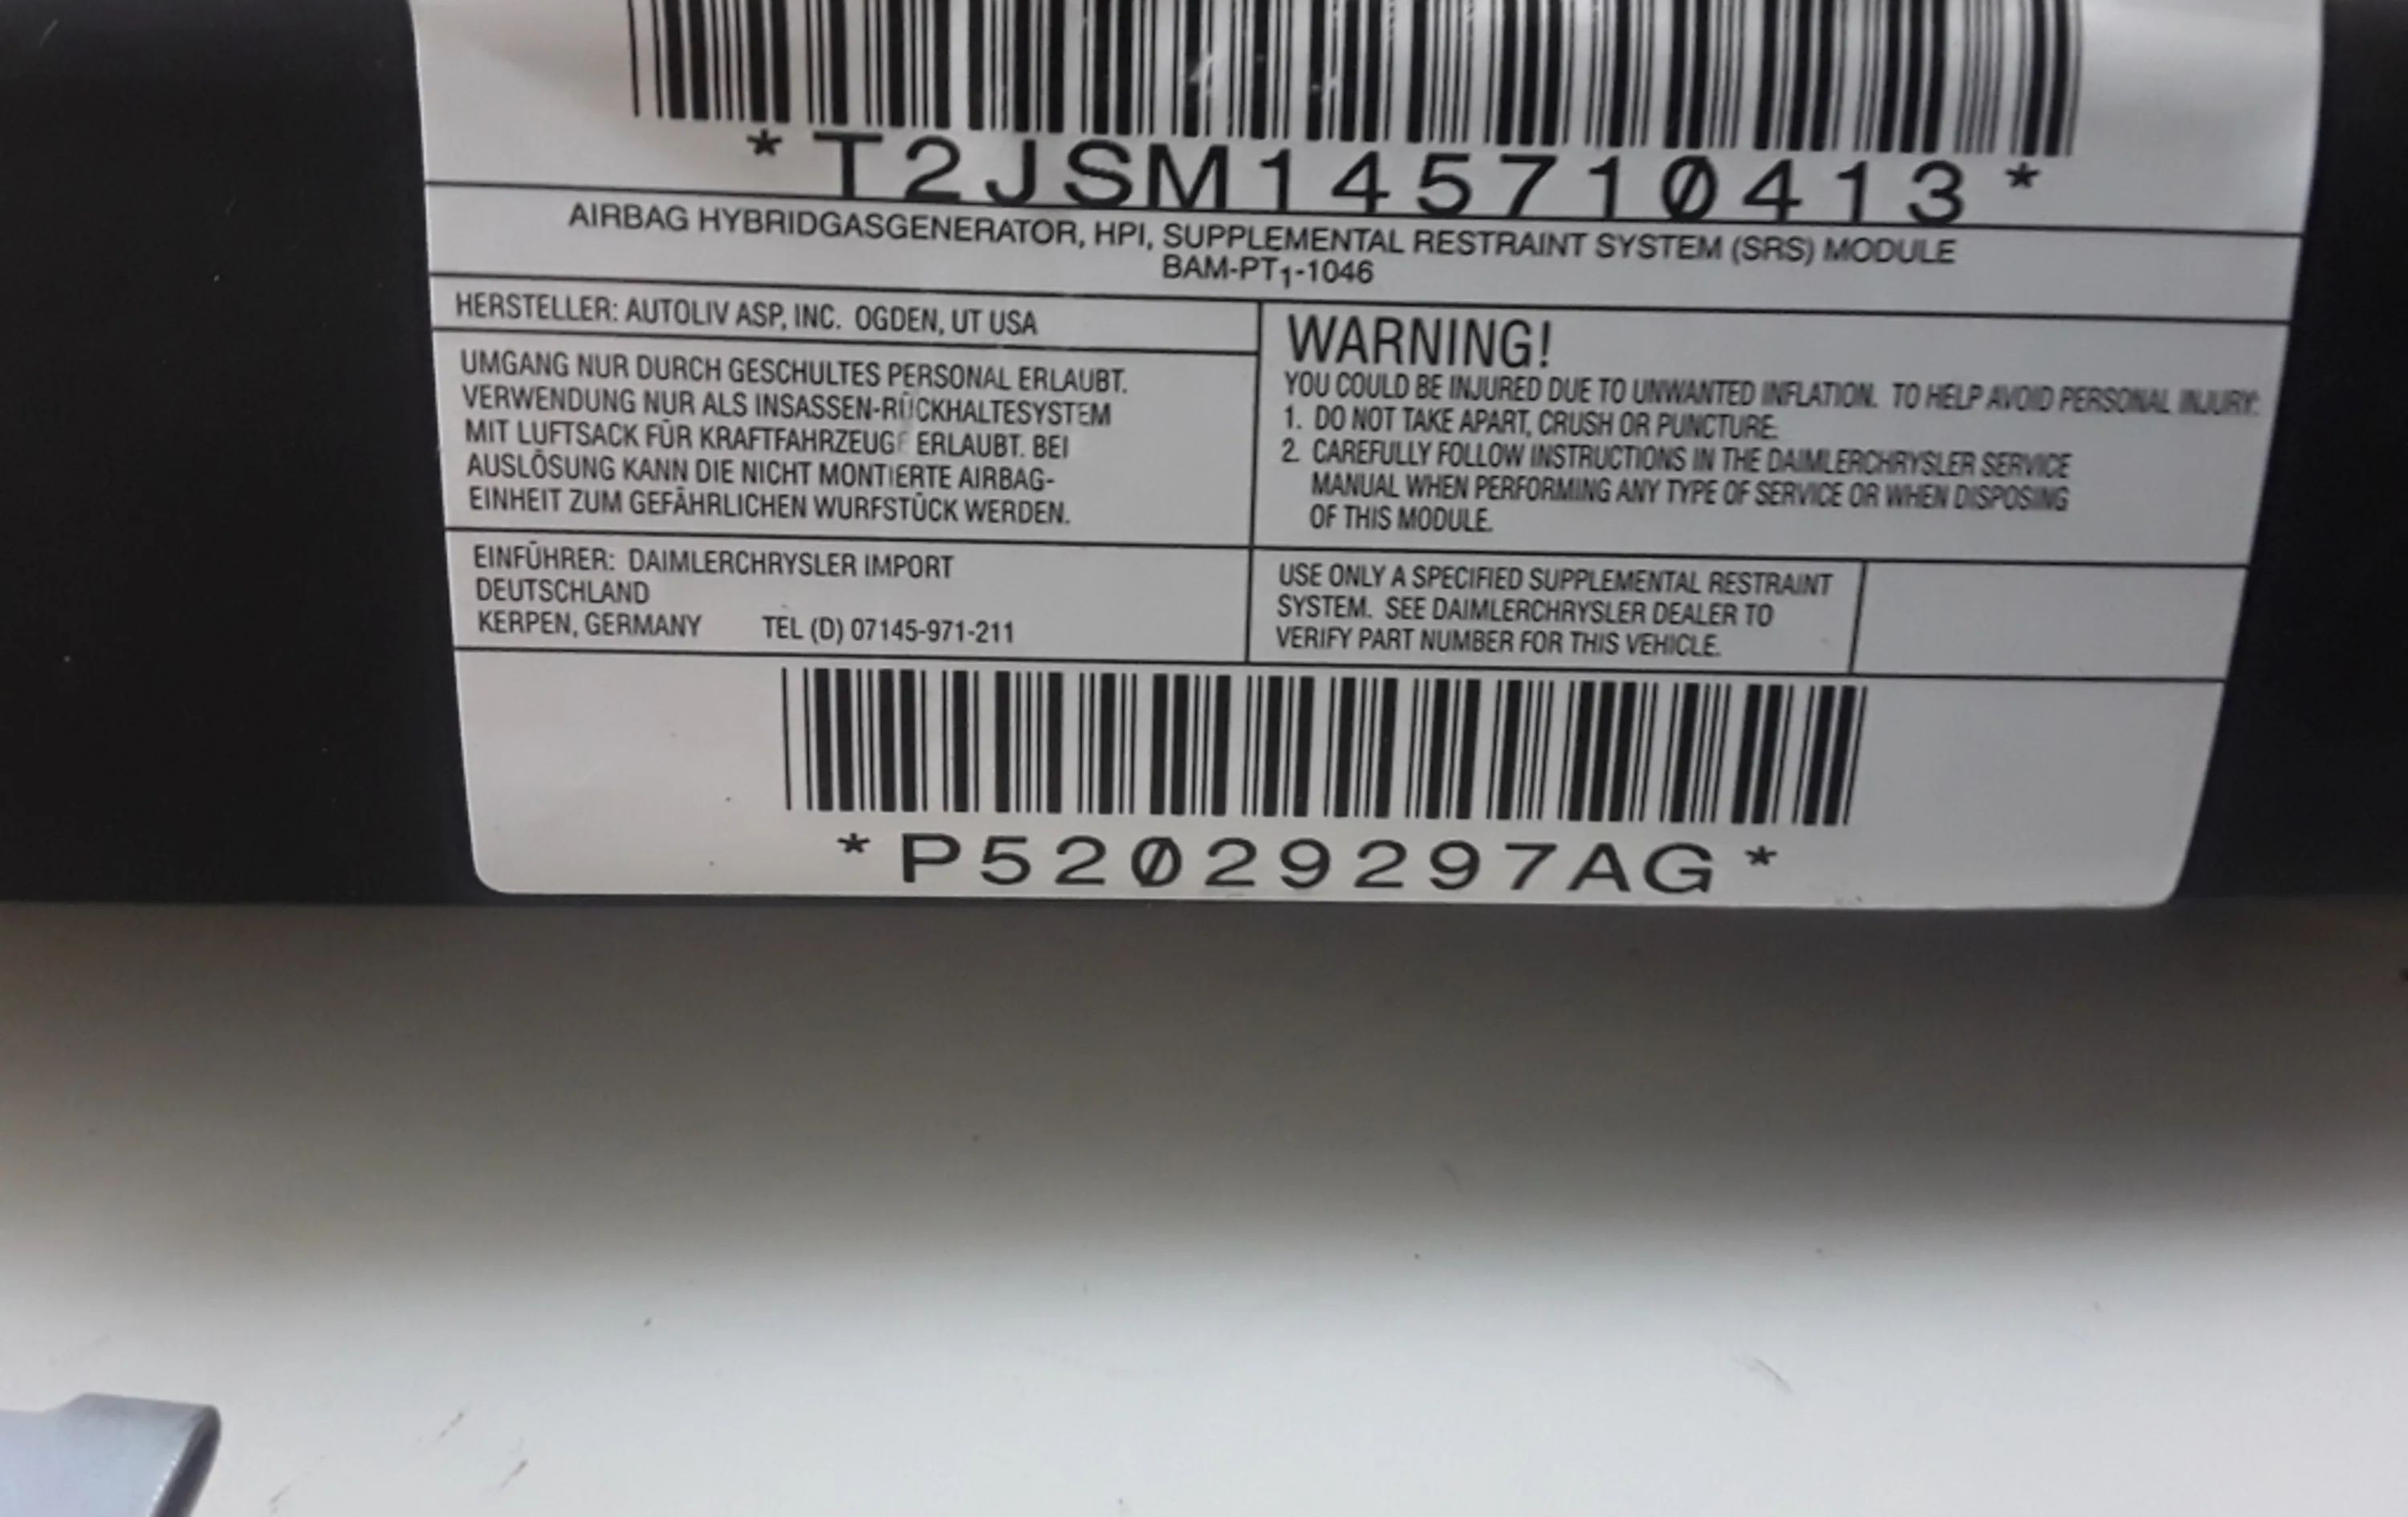 *T2JSM145710413*
AIRBAG HYBRIDGASGENERATOR, HPI, SUPPLEMENTAL RESTRAINT SYSTEM (SRS) MODULE
BAM-PT1-1046
HERSTELLER: AUTOLIV ASP, INC. OGDEN, UT USA
UMGANG NUR DURCH GESCHULTES PERSONAL ERLAUBT.
VERWENDUNG NUR ALS INSASSEN-RÜCKHALTESYSTEM
MIT LUFTSACK FÜR KRAFTFAHRZEUGE ERLAUBT. BEI
AUSLÖSUNG KANN DIE NICHT MONTIERTE AIRBAG-
EINHEIT ZUM GEFÄHRLICHEN WURFSTÜCK WERDEN.
WARNING!
YOU COULD BE INJURED DUE TO UNWANTED INFLATION. TO HELP AVOID PERSONAL INJURY:
1. DO NOT TAKE APART, CRUSH OR PUNCTURE.
2. CAREFULLY FOLLOW INSTRUCTIONS IN THE DAIMLERCHRYSLER SERVICE
MANUAL WHEN PERFORMING ANY TYPE OF SERVICE OR WHEN DISPOSING
OF THIS MODULE.
EINFÜHRER: DAIMLERCHRYSLER IMPORT
DEUTSCHLAND
KERPEN, GERMANY TEL (D) 07145-971-211
USE ONLY A SPECIFIED SUPPLEMENTAL RESTRAINT
SYSTEM. SEE DAIMLERCHRYSLER DEALER TO
VERIFY PART NUMBER FOR THIS VEHICLE.
*P52029297AG*